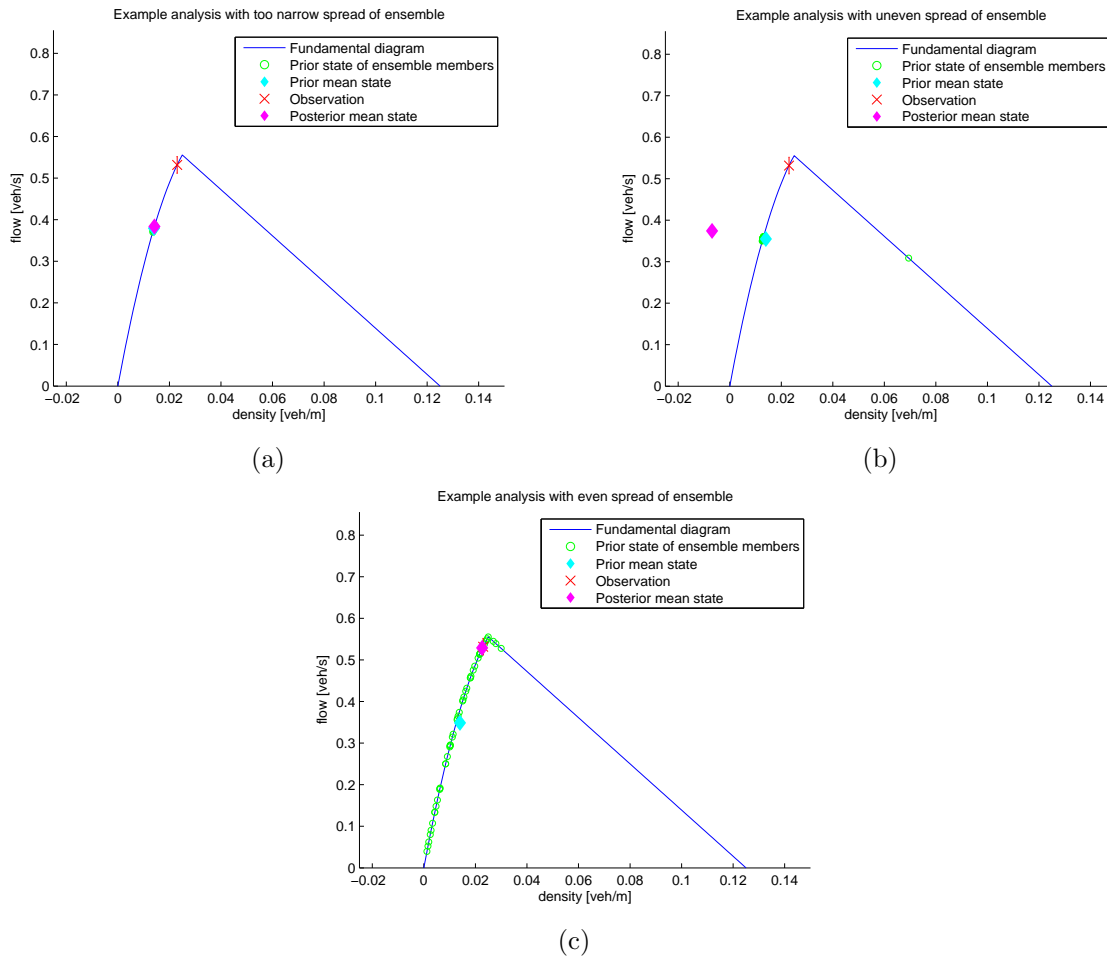 Example analysis with too narrow spread of ensemble
Fundamental diagram
Prior state of ensemble members
Prior mean state
Observation
Posterior mean state
flow [veh/s]
0.8
0.7
0.6
0.5
0.4
0.3
0.2
0.1
0
−0.02 0 0.02 0.04 0.06 0.08 0.1 0.12 0.14
density [veh/m]
(a)
Example analysis with uneven spread of ensemble
Fundamental diagram
Prior state of ensemble members
Prior mean state
Observation
Posterior mean state
flow [veh/s]
0.8
0.7
0.6
0.5
0.4
0.3
0.2
0.1
0
−0.02 0 0.02 0.04 0.06 0.08 0.1 0.12 0.14
density [veh/m]
(b)
Example analysis with even spread of ensemble
Fundamental diagram
Prior state of ensemble members
Prior mean state
Observation
Posterior mean state
flow [veh/s]
0.8
0.7
0.6
0.5
0.4
0.3
0.2
0.1
0
−0.02 0 0.02 0.04 0.06 0.08 0.1 0.12 0.14
density [veh/m]
(c)